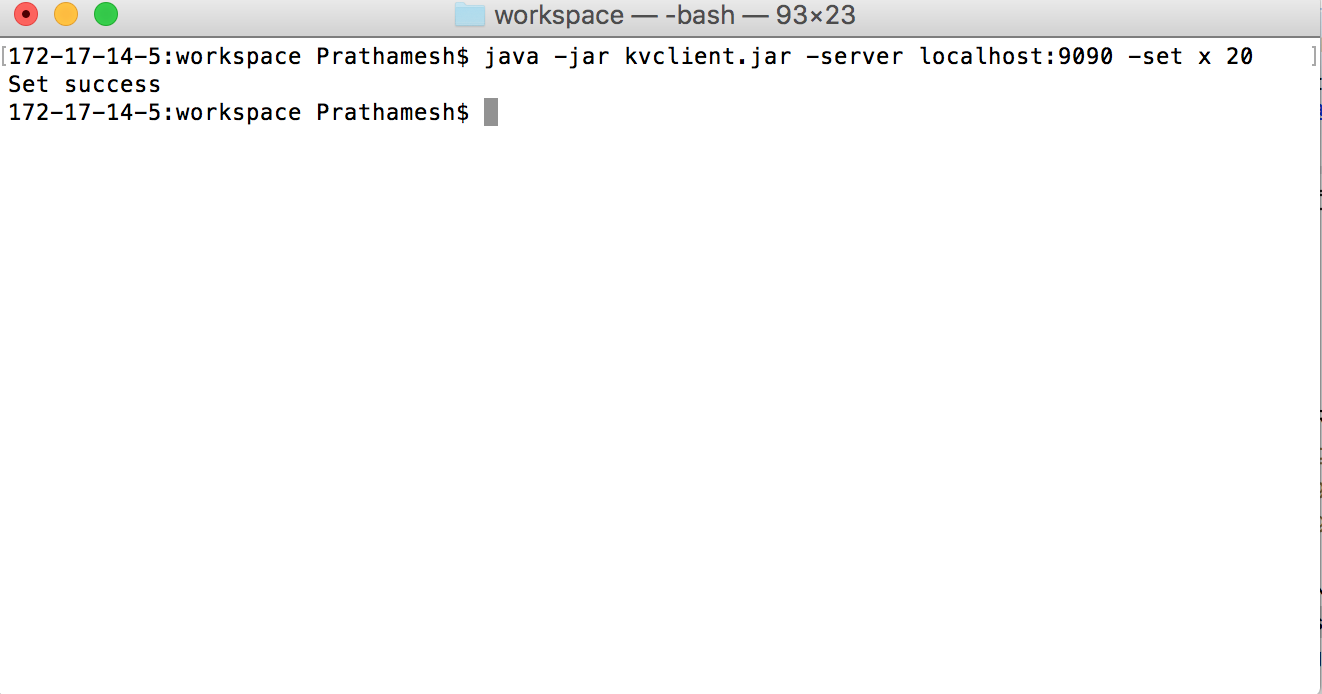 workspace — -bash — 93×23
[172-17-14-5:workspace Prathamesh$ java -jar kvclient.jar -server localhost:9090 -set x 20 ]
Set success
172-17-14-5:workspace Prathamesh$